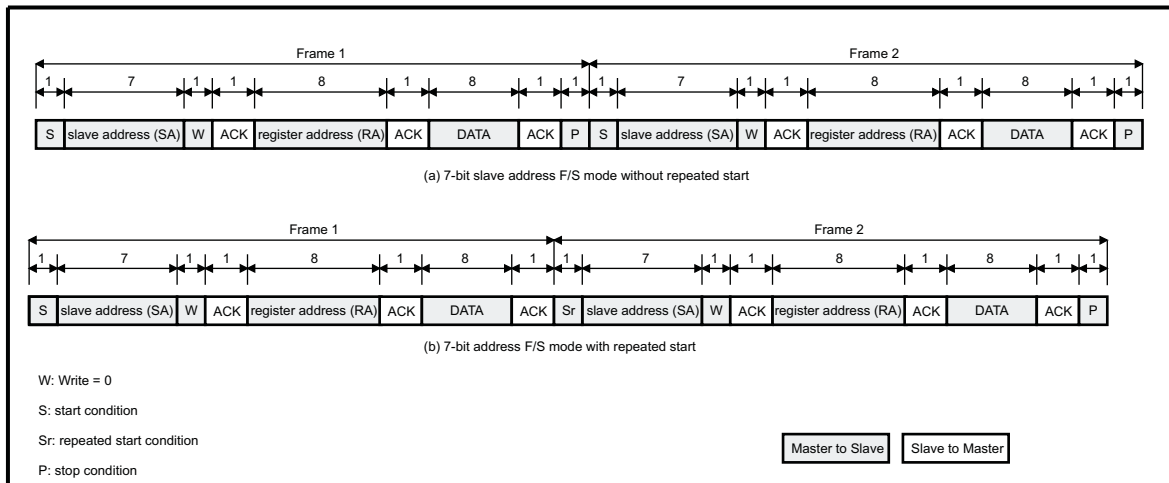 Frame 1 Frame 2
1 7 1 1 8 1 8 1 1 1 7 1 1 8 1 8 1 1
S slave address (SA) W ACK register address (RA) ACK DATA ACK P S slave address (SA) W ACK register address (RA) ACK DATA ACK P
(a) 7-bit slave address F/S mode without repeated start
Frame 1 Frame 2
1 7 1 1 8 1 8 1 1 7 1 1 8 1 8 1 1
S slave address (SA) W ACK register address (RA) ACK DATA ACK Sr slave address (SA) W ACK register address (RA) ACK DATA ACK P
(b) 7-bit address F/S mode with repeated start
W: Write = 0
S: start condition
Sr: repeated start condition
P: stop condition
Master to Slave Slave to Master